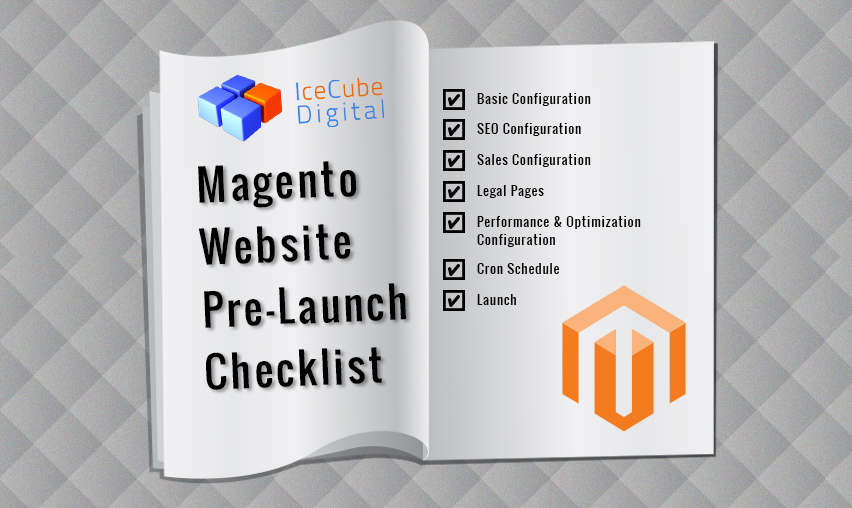 IceCube
Digital
Magento
Website
Pre-Launch
Checklist
Basic Configuration
SEO Configuration
Sales Configuration
Legal Pages
Performance & Optimization
Configuration
Cron Schedule
Launch